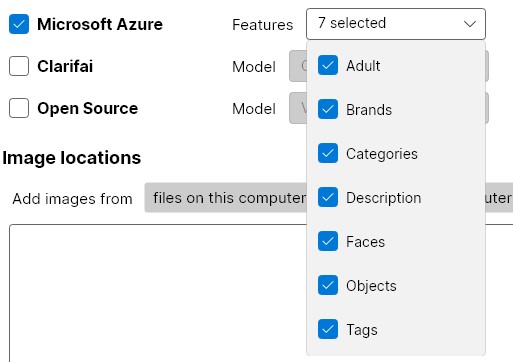 Microsoft Azure Features 7 selected
Clarifai Model
Adult
Open Source Model
Brands
Image locations
Categories
Add images from files on this computer
Description
Faces
Objects
Tags